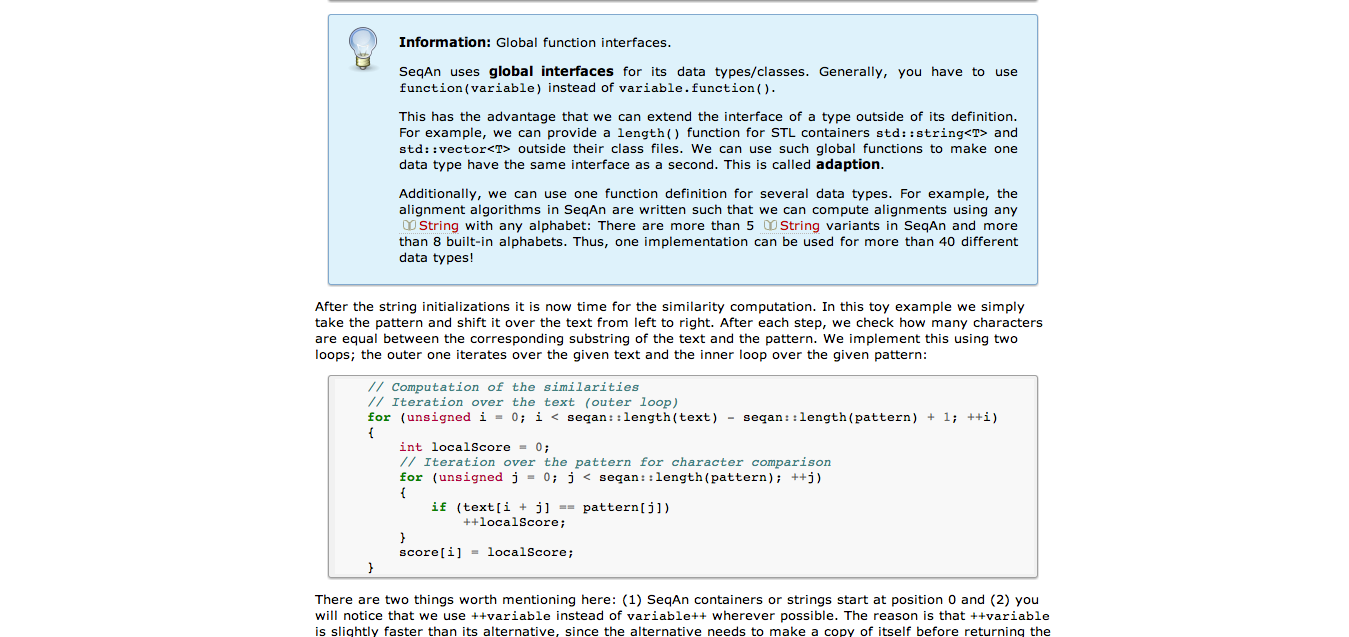 Information: Global function interfaces.
SeqAn uses global interfaces for its data types/classes. Generally, you have to use
function(variable) instead of variable.function().
This has the advantage that we can extend the interface of a type outside of its definition.
For example, we can provide a length() function for STL containers std::string<T> and
std::vector<T> outside their class files. We can use such global functions to make one
data type have the same interface as a second. This is called adaption.
Additionally, we can use one function definition for several data types. For example, the
alignment algorithms in SeqAn are written such that we can compute alignments using any
String with any alphabet: There are more than 5 String variants in SeqAn and more
than 8 built-in alphabets. Thus, one implementation can be used for more than 40 different
data types!
After the string initializations it is now time for the similarity computation. In this toy example we simply
take the pattern and shift it over the text from left to right. After each step, we check how many characters
are equal between the corresponding substring of the text and the pattern. We implement this using two
loops; the outer one iterates over the given text and the inner loop over the given pattern:
// Computation of the similarities
// Iteration over the text (outer loop)
for (unsigned i = 0; i < seqan::length(text) - seqan::length(pattern) + 1; ++i)
{
    int localScore = 0;
    // Iteration over the pattern for character comparison
    for (unsigned j = 0; j < seqan::length(pattern); ++j)
    {
        if (text[i + j] == pattern[j])
            ++localScore;
    }
    score[i] = localScore;
}
There are two things worth mentioning here: (1) SeqAn containers or strings start at position 0 and (2) you
will notice that we use ++variable instead of variable++ wherever possible. The reason is that ++variable
is slightly faster than its alternative, since the alternative needs to make a copy of itself before returning the